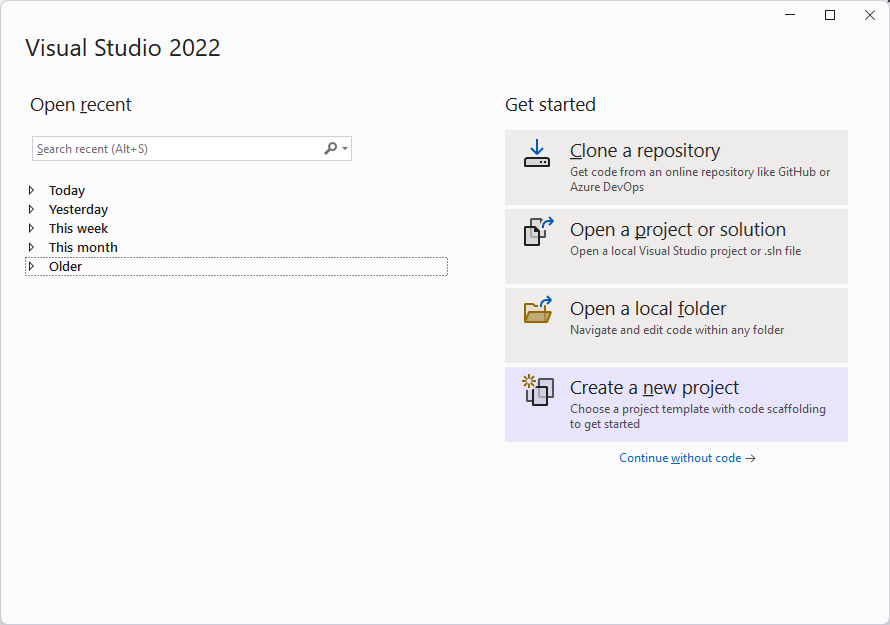 Visual Studio 2022
Open recent
Search recent (Alt+S)
Today
Yesterday
This week
This month
Older
Get started
Clone a repository
Get code from an online repository like GitHub or
Azure DevOps
Open a project or solution
Open a local Visual Studio project or .sln file
Open a local folder
Navigate and edit code within any folder
Create a new project
Choose a project template with code scaffolding
to get started
Continue without code →